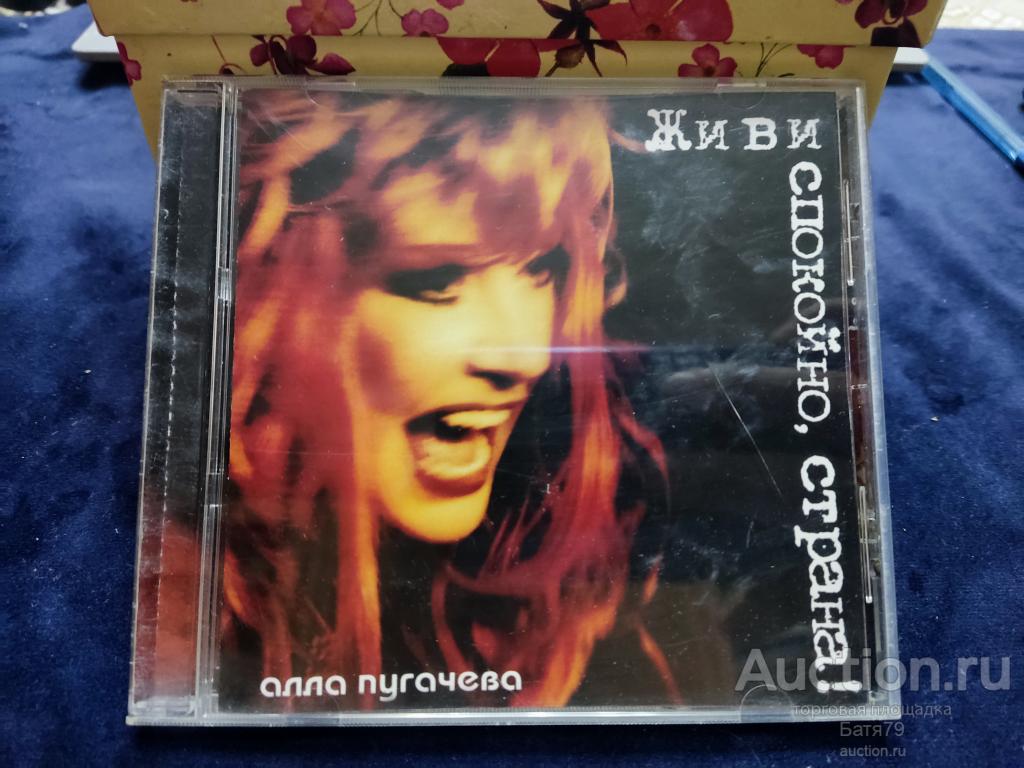 Живи
спокойно, страна!
алла пугачева
Auction.ru
торговая площадка
Батя79
auction.ru